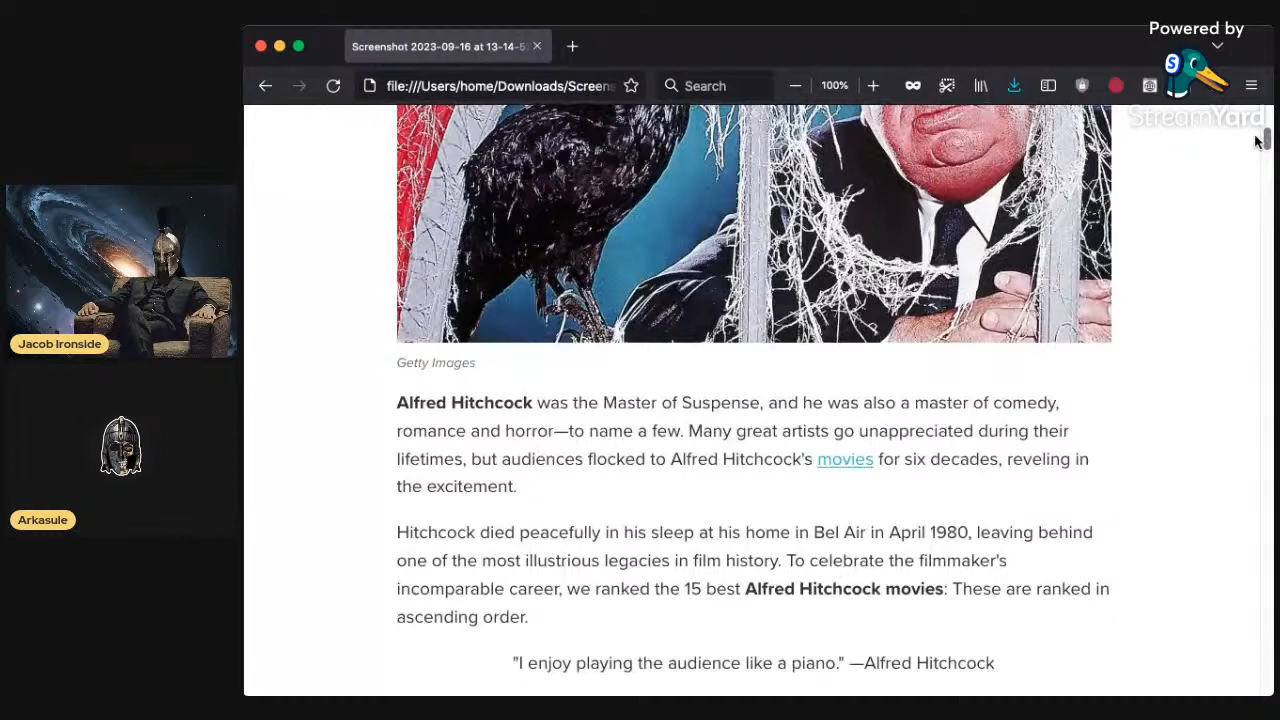 Powered by
StreamYard
Screenshot 2023-09-16 at 13-14-5
file:///Users/home/Downloads/Screens
Search
100%
Jacob Ironside
Arkasule
Getty Images
Alfred Hitchcock was the Master of Suspense, and he was also a master of comedy,
romance and horror—to name a few. Many great artists go unappreciated during their
lifetimes, but audiences flocked to Alfred Hitchcock's movies for six decades, reveling in
the excitement.
Hitchcock died peacefully in his sleep at his home in Bel Air in April 1980, leaving behind
one of the most illustrious legacies in film history. To celebrate the filmmaker's
incomparable career, we ranked the 15 best Alfred Hitchcock movies: These are ranked in
ascending order.
"I enjoy playing the audience like a piano." —Alfred Hitchcock